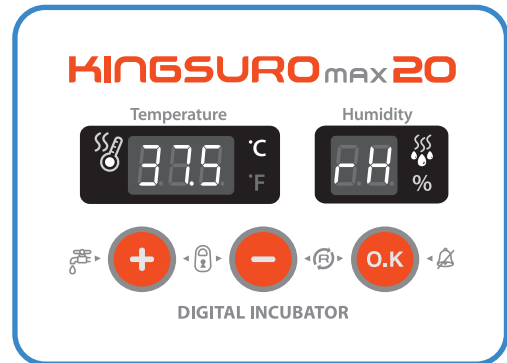 KINGSURO max 20
Temperature Humidity
37.5 °C °F rH %
+ R − O.K
DIGITAL INCUBATOR